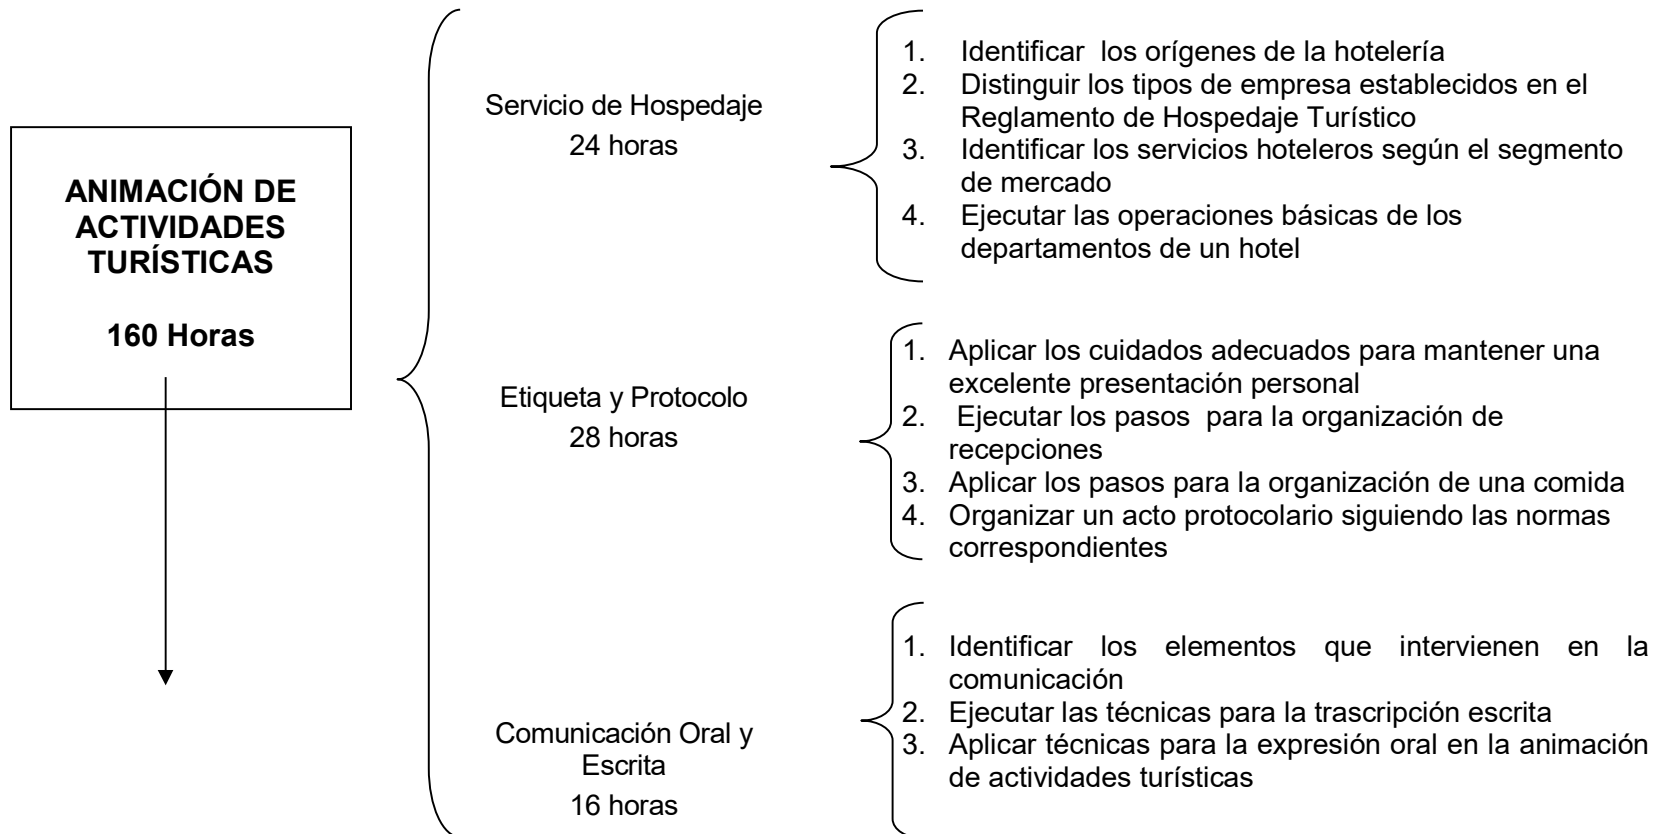 ANIMACIÓN DE
ACTIVIDADES
TURÍSTICAS
160 Horas
Servicio de Hospedaje
24 horas
1. Identificar los orígenes de la hotelería
2. Distinguir los tipos de empresa establecidos en el
Reglamento de Hospedaje Turístico
3. Identificar los servicios hoteleros según el segmento
de mercado
4. Ejecutar las operaciones básicas de los
departamentos de un hotel
Etiqueta y Protocolo
28 horas
1. Aplicar los cuidados adecuados para mantener una
excelente presentación personal
2. Ejecutar los pasos para la organización de
recepciones
3. Aplicar los pasos para la organización de una comida
4. Organizar un acto protocolario siguiendo las normas
correspondientes
Comunicación Oral y
Escrita
16 horas
1. Identificar los elementos que intervienen en la
comunicación
2. Ejecutar las técnicas para la trascripción escrita
3. Aplicar técnicas para la expresión oral en la animación
de actividades turísticas